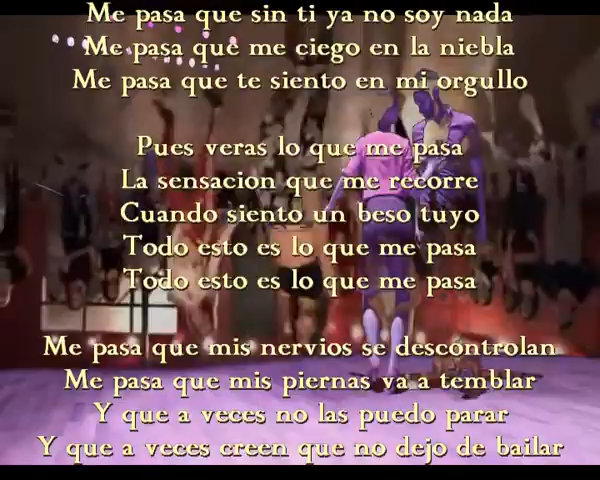 Me pasa que sin ti ya no soy nada
Me pasa que me ciego en la niebla
Me pasa que te siento en mi orgullo
Pues veras lo que me pasa
La sensacion que me recorre
Cuando siento un beso tuyo
Todo esto es lo que me pasa
Todo esto es lo que me pasa
Me pasa que mis nervios se descontrolan
Me pasa que mis piernas va a temblar
Y que a veces no las puedo parar
Y que a veces creen que no dejo de bailar